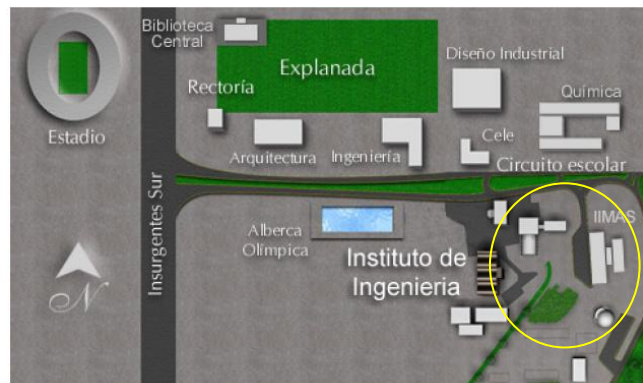 Biblioteca
Central
Explanada
Diseño Industrial
Rectoría
Química
Estadio
Arquitectura
Ingeniería
Cele
Circuito escolar
Insurgentes Sur
Alberca
Olímpica
IIMAS
Instituto de
Ingenieria
N